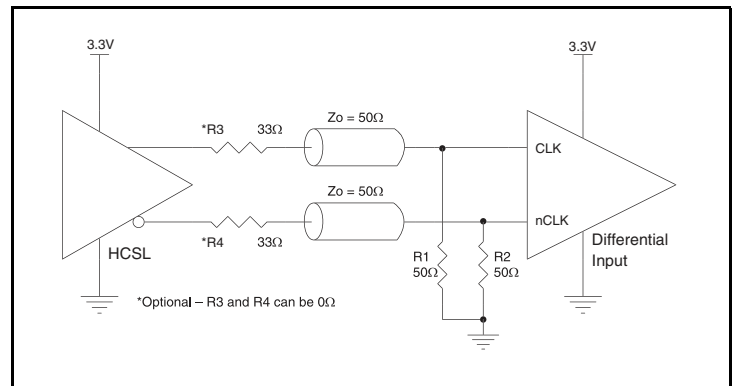 3.3V
3.3V
*R3 33Ω
Zo = 50Ω
CLK
Zo = 50Ω
nCLK
*R4 33Ω
HCSL
R1
50Ω
R2
50Ω
Differential
Input
*Optional – R3 and R4 can be 0Ω